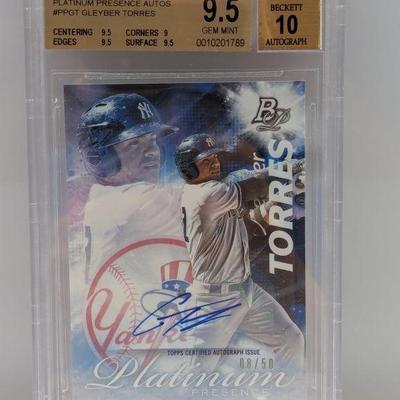 PLATINUM PRESENCE AUTOS
#PPGT GLEYBER TORRES
CENTERING 9.5 CORNERS 9
EDGES 9.5 SURFACE 9.5
9.5
GEM MINT
0010201789
BECKETT
10
AUTOGRAPH
BP
TORRES
Yankees
TOPPS CERTIFIED AUTOGRAPH ISSUE
08/50
Platinum
PRESENCE